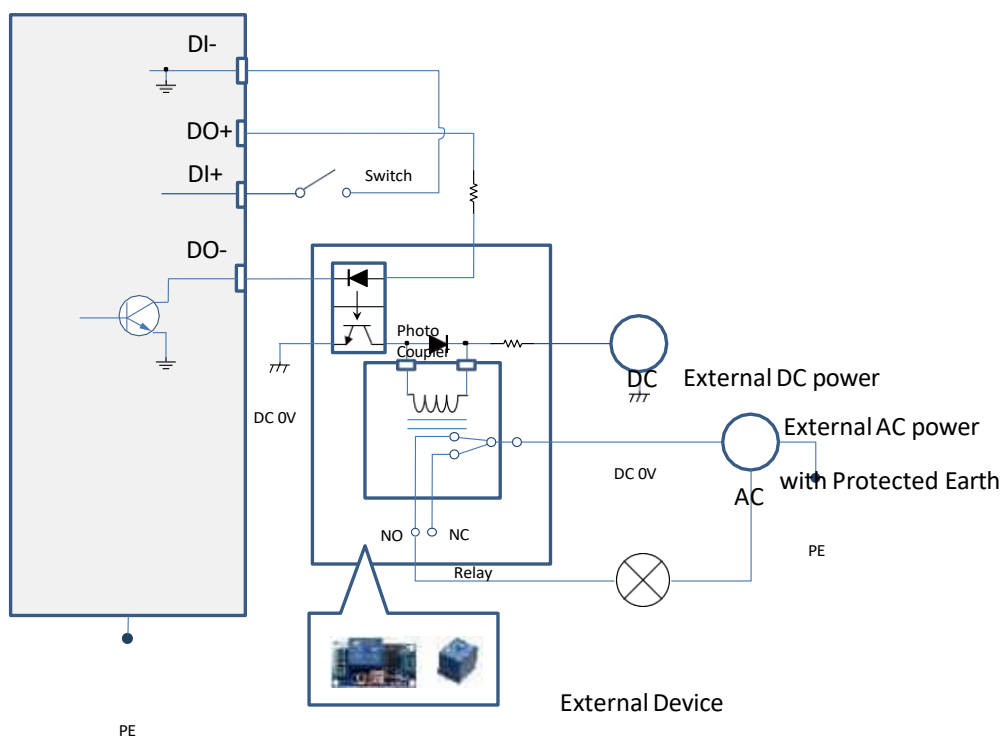 DI-
DO+
DI+
Switch
DO-
Photo
Coupler
DC
External DC power
DC 0V
External AC power
DC 0V
with Protected Earth
AC
NO
NC
PE
Relay
External Device
PE